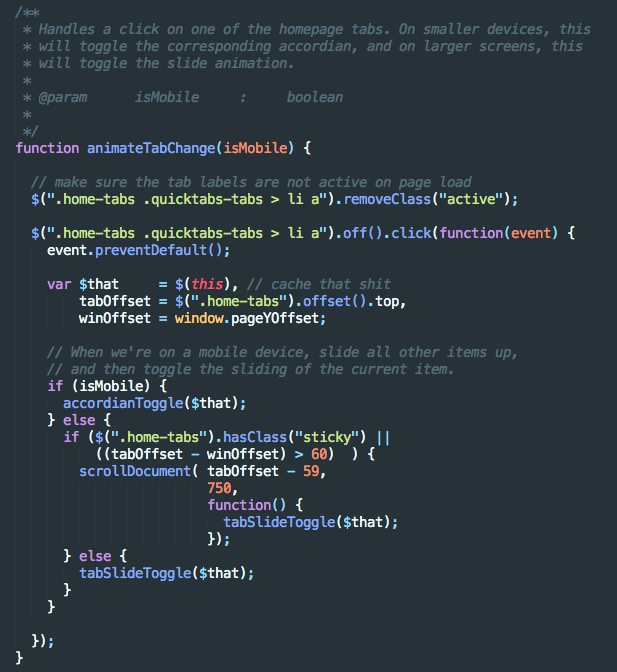 /**
 * Handles a click on one of the homepage tabs. On smaller devices, this
 * will toggle the corresponding accordian, and on larger screens, this
 * will toggle the slide animation.
 *
 * @param      isMobile     :     boolean
 *
 */
function animateTabChange(isMobile) {

  // make sure the tab labels are not active on page load
  $(".home-tabs .quicktabs-tabs > li a").removeClass("active");

  $(".home-tabs .quicktabs-tabs > li a").off().click(function(event) {
    event.preventDefault();

    var $that     = $(this), // cache that shit
        tabOffset = $(".home-tabs").offset().top,
        winOffset = window.pageYOffset;

    // When we're on a mobile device, slide all other items up,
    // and then toggle the sliding of the current item.
    if (isMobile) {
      accordianToggle($that);
    } else {
      if ($(".home-tabs").hasClass("sticky") ||
          ((tabOffset - winOffset) > 60)  ) {
        scrollDocument( tabOffset - 59,
                        750,
                        function() {
                          tabSlideToggle($that);
                        });
      } else {
        tabSlideToggle($that);
      }
    }

  });
}